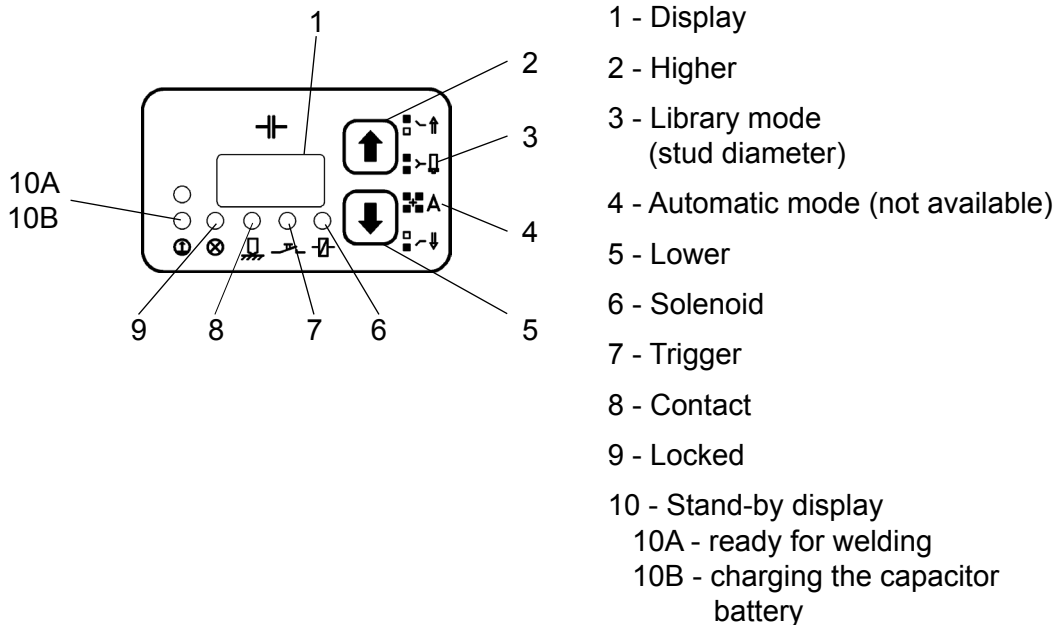 1
2
3
4
5
6
7
8
9
10A
10B
A
1 - Display
2 - Higher
3 - Library mode
(stud diameter)
4 - Automatic mode (not available)
5 - Lower
6 - Solenoid
7 - Trigger
8 - Contact
9 - Locked
10 - Stand-by display
10A - ready for welding
10B - charging the capacitor
battery